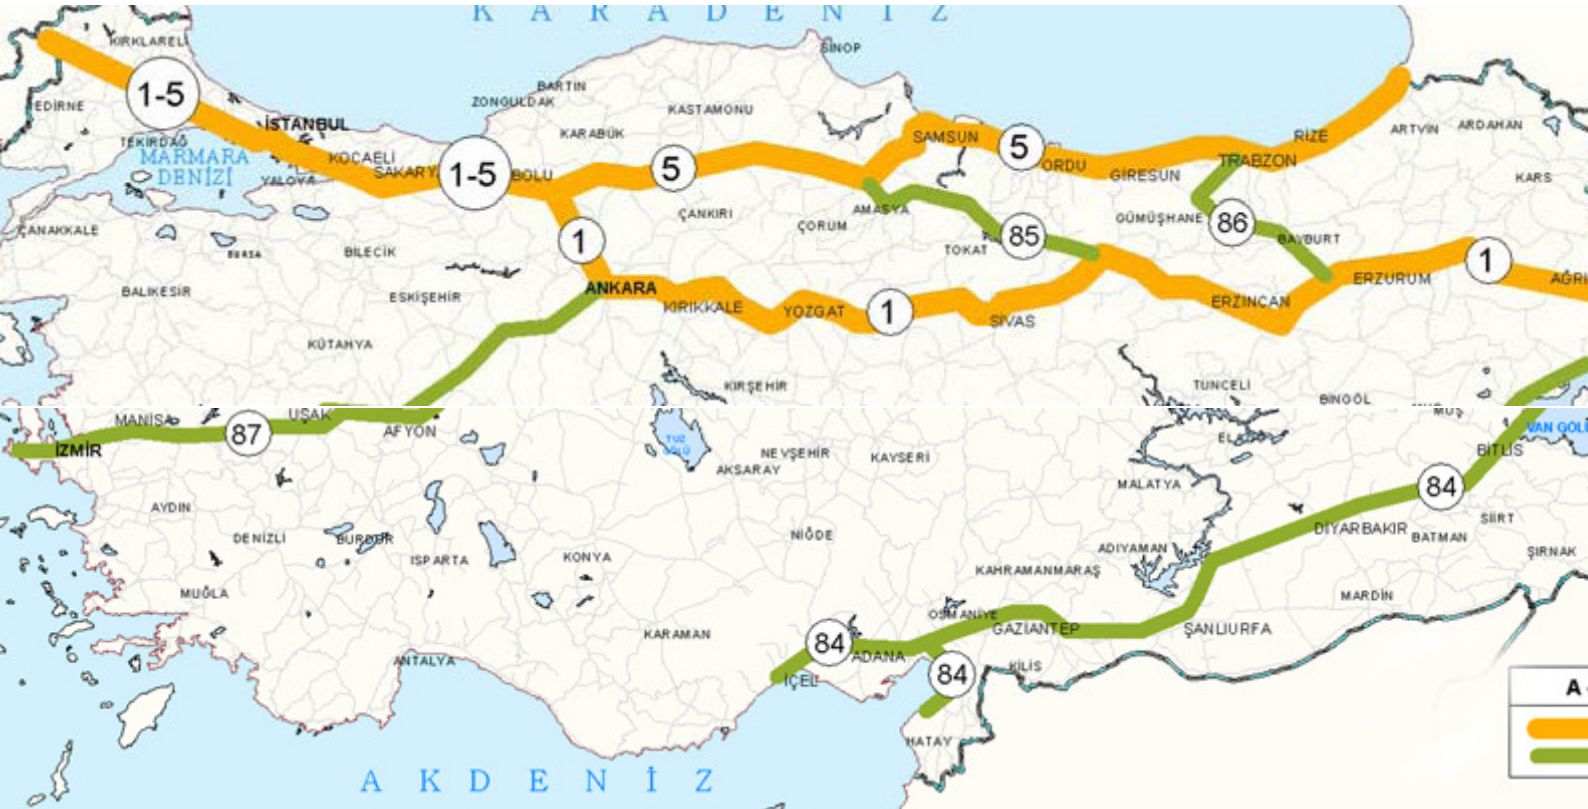 KARADENİZ
KIRKLARELİ
SİNOP
1-5
BARTIN
EDİRNE
ZONGULDAK
KASTAMONU
İSTANBUL
SAMSUN
5
RİZE
ARTVİN
ARDAHAN
TEKİRDAĞ
KARABÜK
MARMARA
DENİZİ
KOCAELİ
SAKARY
1-5
BOLU
5
ORDU
GİRESUN
TRABZON
YALOVA
KARS
ÇANKIRI
AMASYA
ÇORUM
GÜMÜŞHANE
86
ÇANAKKALE
BURSA
BİLECİK
1
TOKAT
85
BAYBURT
BALIKESİR
ESKİŞEHİR
ANKARA
KIRIKKALE
YOZGAT
1
SİVAS
ERZİNCAN
ERZURUM
1
AĞRI
KÜTAHYA
KIRŞEHİR
TUNCELİ
BİNGÖL
MUŞ
MANİSA
87
UŞAK
AFYON
İZMİR
TUZ
GÖLÜ
AKSARAY
NEVŞEHİR
KAYSERİ
EL
VAN GÖLÜ
BİTLİS
MALATYA
84
AYDIN
DENİZLİ
BURDUR
ISPARTA
KONYA
NİĞDE
DİYARBAKIR
BATMAN
SİİRT
ŞIRNAK
ADIYAMAN
KAHRAMANMARAŞ
MUĞLA
MARDİN
KARAMAN
OSMANİYE
GAZİANTEP
ŞANLIURFA
ANTALYA
84
ADANA
84
KİLİS
İÇEL
A
HATAY
AKDENİZ